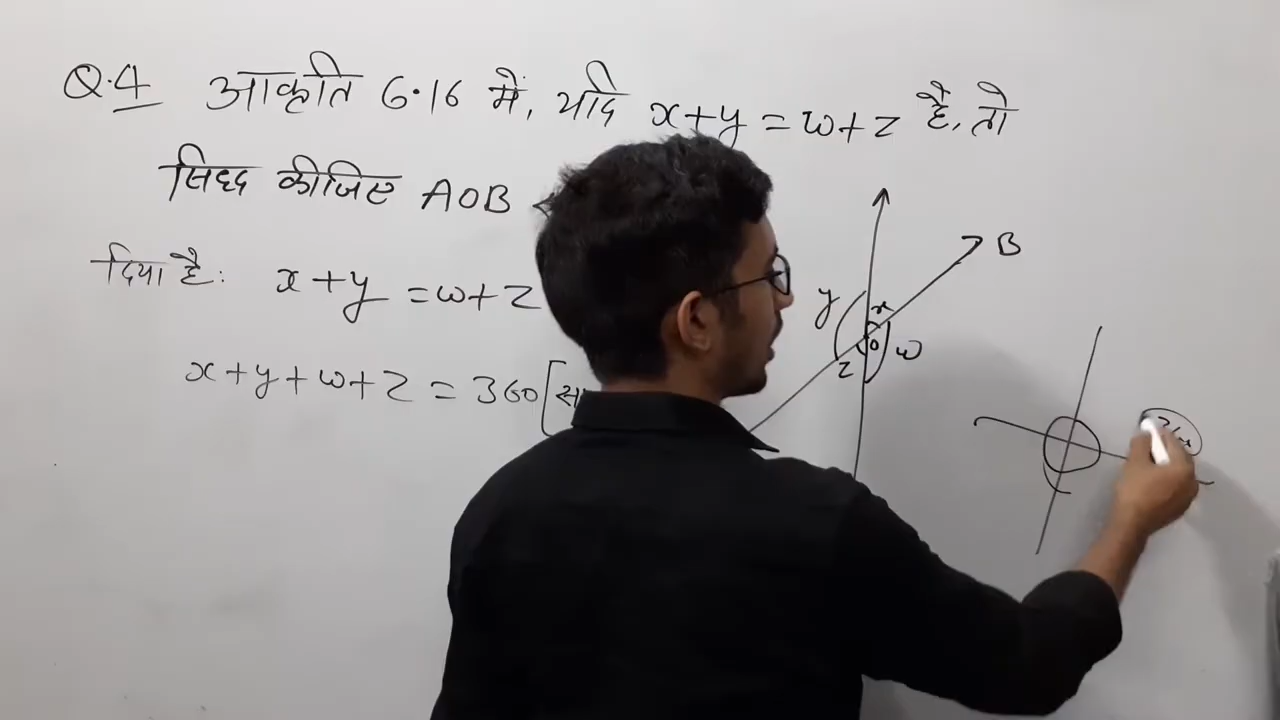 Q.4 आकृति 6.16 में, यदि x+y=w+z है, तो
सिध्द कीजिए AOB
दिया है: x+y=w+z
x+y+w+z=360
B
y
x
O
w
z